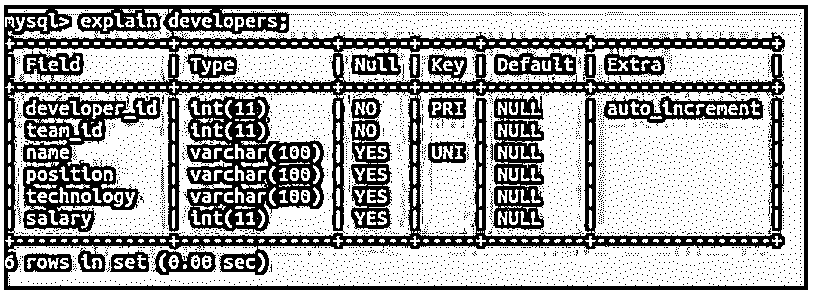 mysql> explain developers;
+--------------+--------------+------+-----+---------+----------------+
| Field        | Type         | Null | Key | Default | Extra          |
+--------------+--------------+------+-----+---------+----------------+
| developer_id | int(11)      | NO   | PRI | NULL    | auto_increment |
| team_id      | int(11)      | NO   |     | NULL    |                |
| name         | varchar(100) | YES  | UNI | NULL    |                |
| position     | varchar(100) | YES  |     | NULL    |                |
| technology   | varchar(100) | YES  |     | NULL    |                |
| salary       | int(11)      | YES  |     | NULL    |                |
+--------------+--------------+------+-----+---------+----------------+
6 rows in set (0.00 sec)